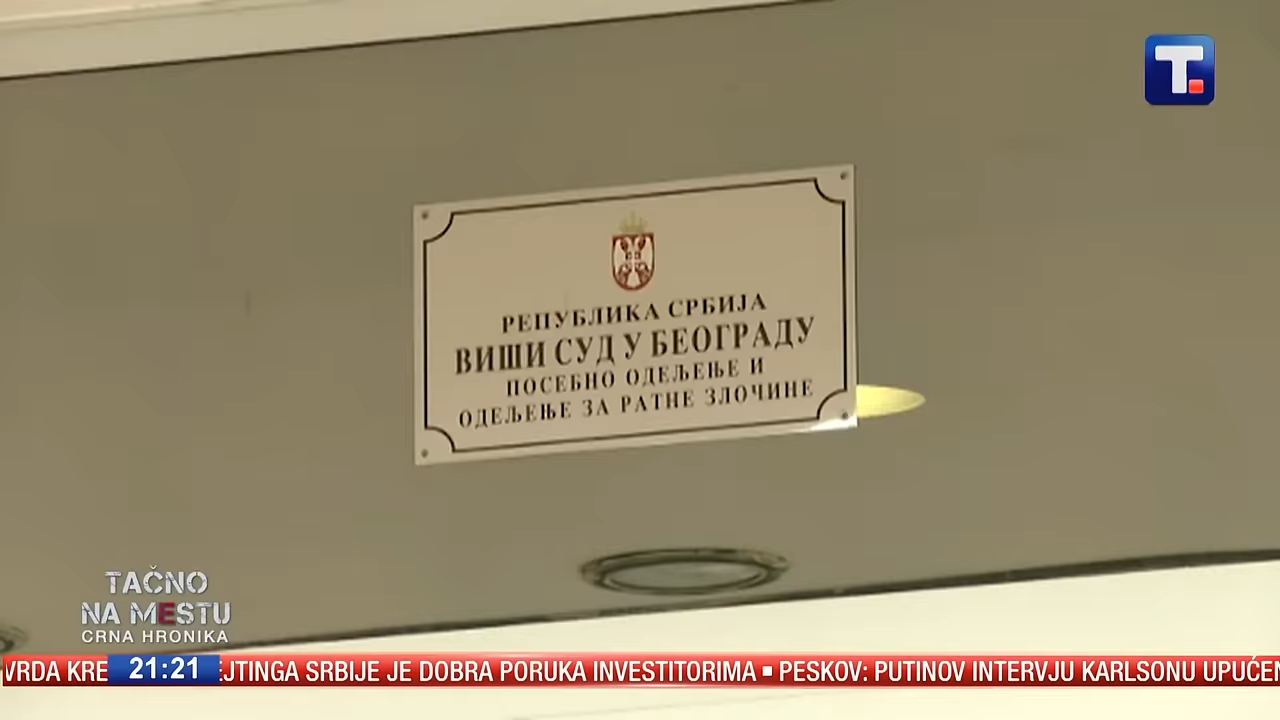 T.
РЕПУБЛИКА СРБИЈА
ВИШИ СУД У БЕОГРАДУ
ПОСЕБНО ОДЕЉЕЊЕ И
ОДЕЉЕЊЕ ЗА РАТНЕ ЗЛОЧИНЕ
TAČNO
NA MESTU
CRNA HRONIKA
21:21 SRBIJE JE DOBRA PORUKA INVESTITORIMA ▪ PESKOV: PUTINOV INTERVJU KARLSONU